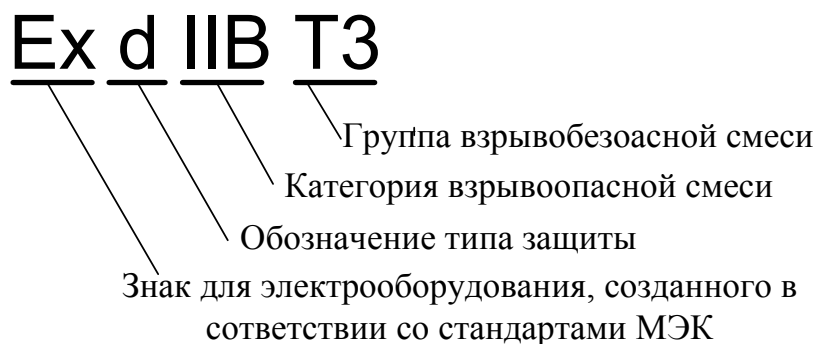 Ex d IIB T3
Группа взрывобезоасной смеси
Категория взрывоопасной смеси
Обозначение типа защиты
Знак для электрооборудования, созданного в
сответствии со стандартами МЭК